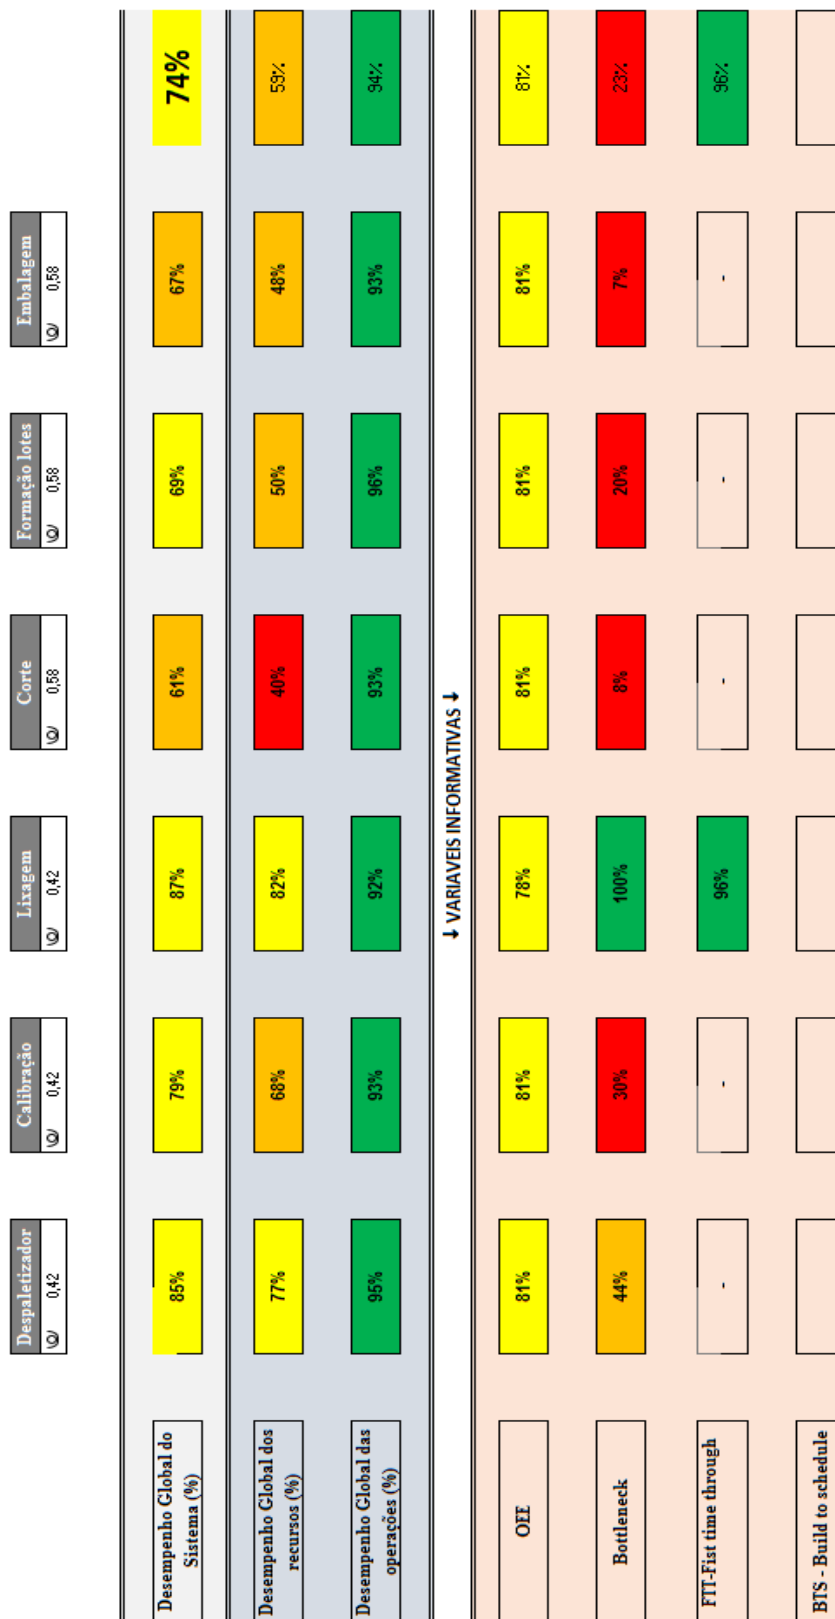 Despaletizador Calibração Lixagem Corte Formação lotes Embalagem
0,42 0,42 0,42 0,58 0,58 0,58
Desempenho Global do
Sistema (%)
85% 79% 87% 61% 69% 67% 74%
Desempenho Global dos
recursos (%)
77% 68% 82% 40% 50% 48% 59%
Desempenho Global das
operações (%)
95% 93% 92% 93% 96% 93% 94%
↓ VARIAVEIS INFORMATIVAS ↓
OEE 81% 81% 78% 81% 81% 81% 81%
Bottleneck 44% 30% 100% 8% 20% 7% 23%
FTT-Fist time through - - 96% - - - 96%
BTS - Build to schedule